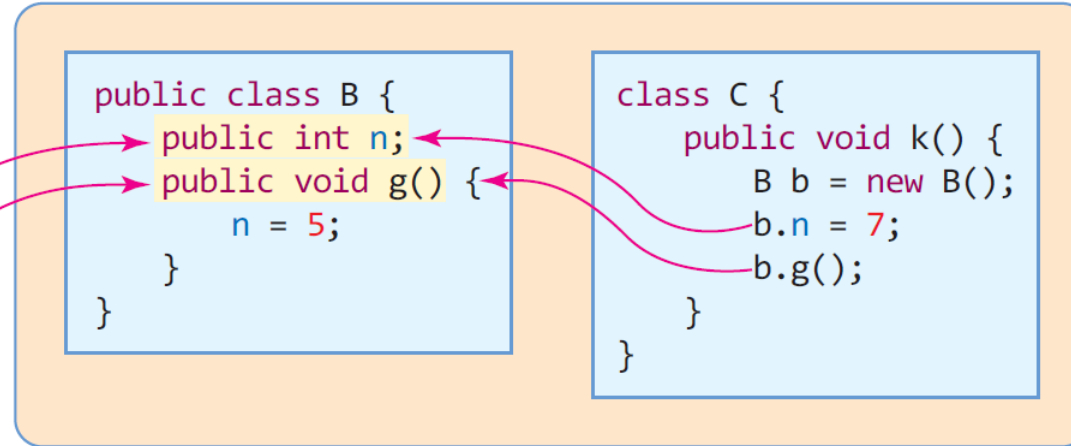 public class B {
public int n;
public void g() {
n = 5;
}
}
class C {
public void k() {
B b = new B();
b.n = 7;
b.g();
}
}